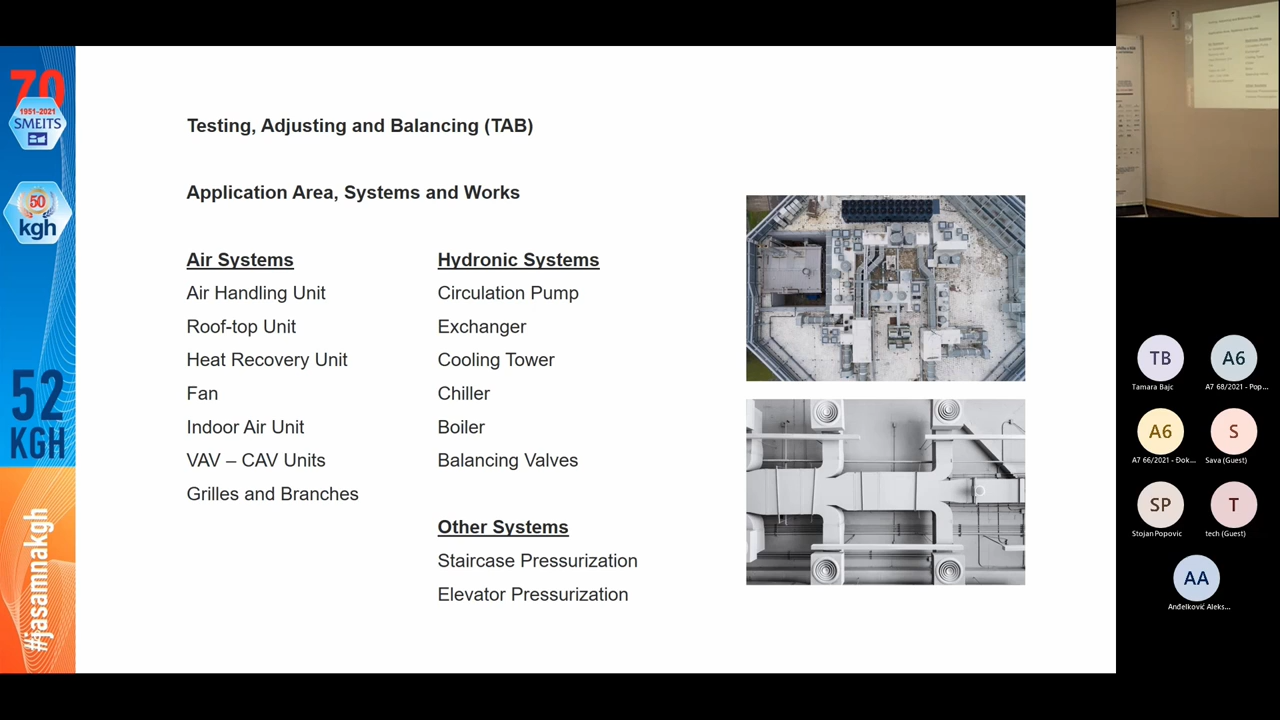 70
1951-2021
SMEITS
50
kgh
52
KGH
#jasamnakgh
Testing, Adjusting and Balancing (TAB)
Application Area, Systems and Works
Air Systems
Air Handling Unit
Roof-top Unit
Heat Recovery Unit
Fan
Indoor Air Unit
VAV – CAV Units
Grilles and Branches
Hydronic Systems
Circulation Pump
Exchanger
Cooling Tower
Chiller
Boiler
Balancing Valves
Other Systems
Staircase Pressurization
Elevator Pressurization
TB
Tamara Bajc
A6
A7 68/2021 - Pop...
A6
A7 66/2021 - Đok...
S
Sava (Guest)
SP
Stojan Popovic
T
tech (Guest)
AA
Anđelković Aleks...